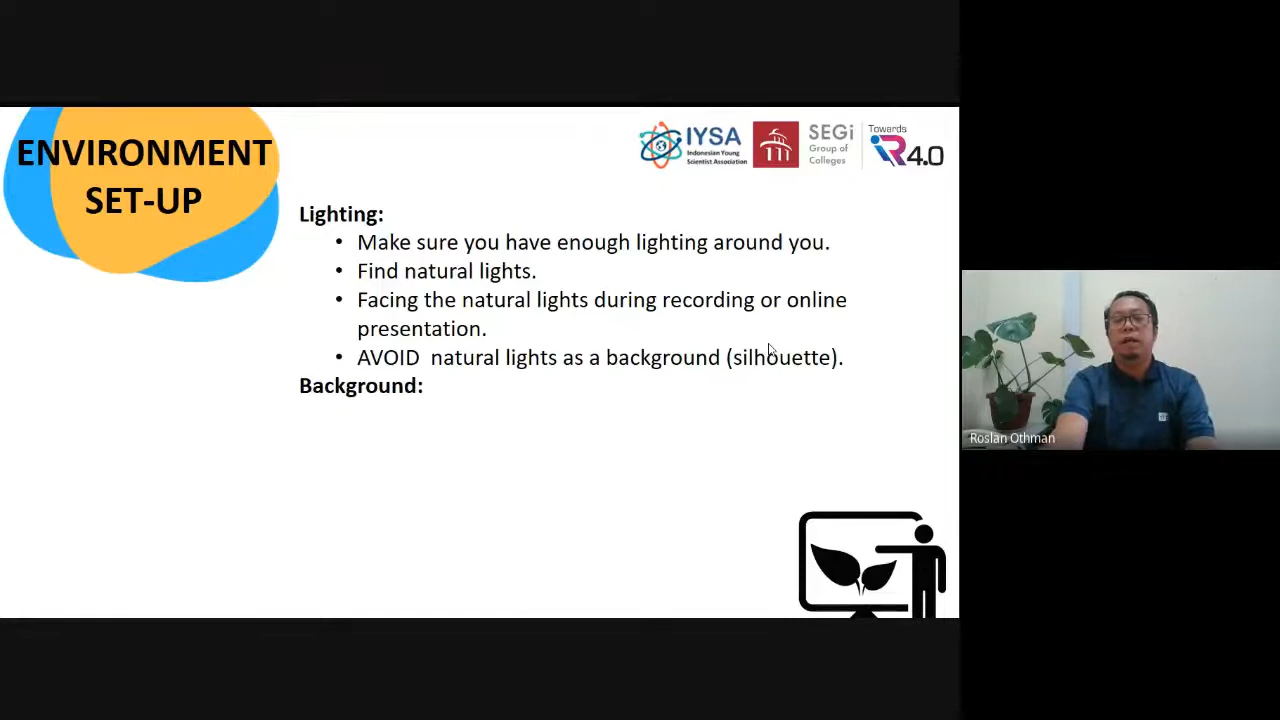 ENVIRONMENT
SET-UP
IYSA
Indonesian Young
Scientist Association
SEGi
Group of
Colleges
Towards
IR4.0
Lighting:
• Make sure you have enough lighting around you.
• Find natural lights.
• Facing the natural lights during recording or online
presentation.
• AVOID  natural lights as a background (silhouette).
Background:
Roslan Othman